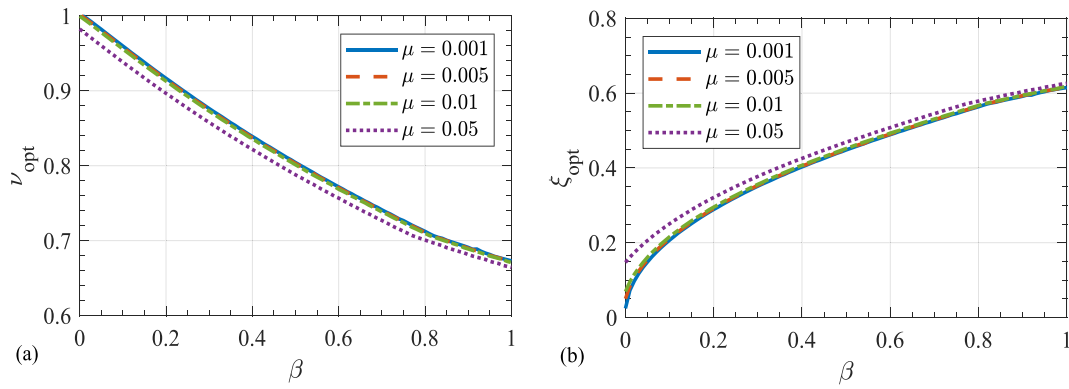 1
0.9
0.8
0.7
0.6
ν_opt
0 0.2 0.4 0.6 0.8 1
β
(a)
μ = 0.001
μ = 0.005
μ = 0.01
μ = 0.05
0.8
0.6
0.4
0.2
0
ξ_opt
0 0.2 0.4 0.6 0.8 1
β
(b)
μ = 0.001
μ = 0.005
μ = 0.01
μ = 0.05